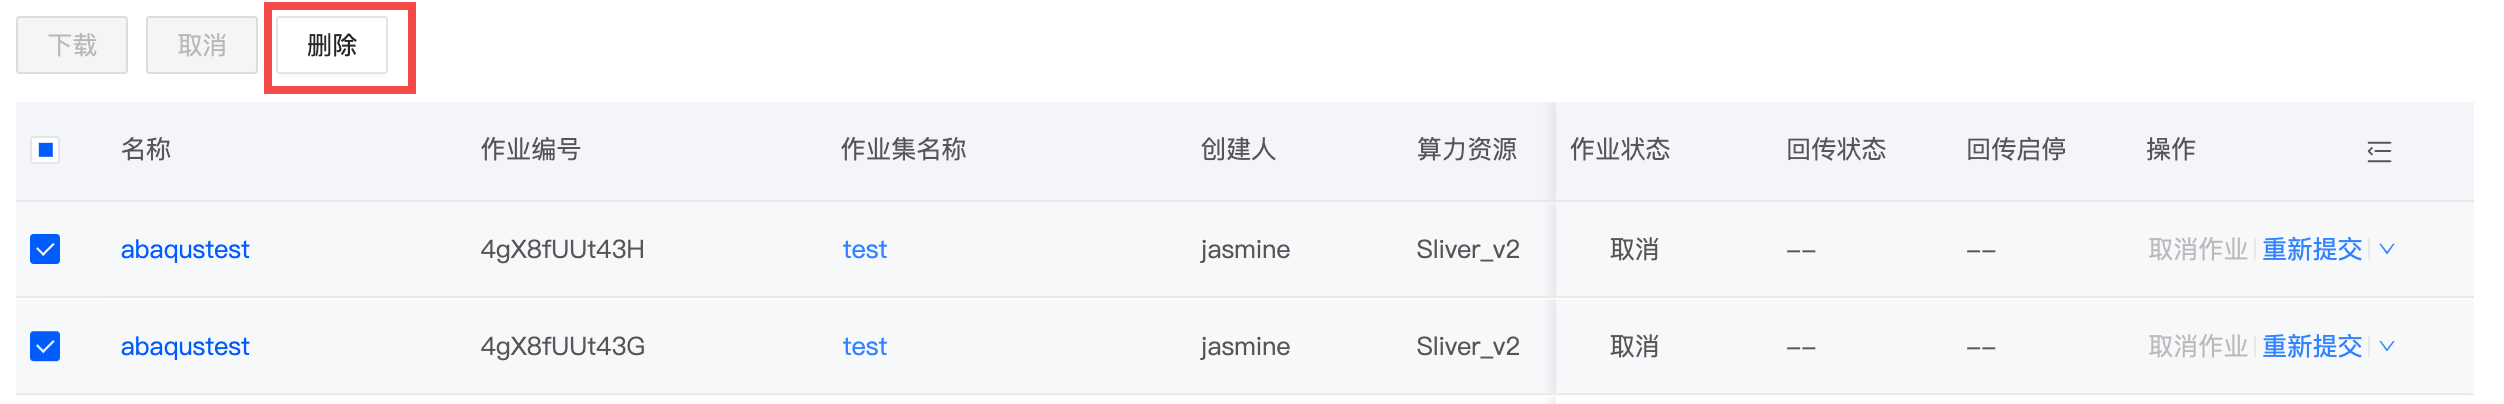 下载 取消 删除
名称 作业编号 作业集名称 创建人 算力资源 作业状态 回传状态 回传启停 操作
abaqustest 4gX8fUUt43H test jasmine Sliver_v2 取消 -- -- 取消作业 重新提交
abaqustest 4gX8fUUt43G test jasmine Sliver_v2 取消 -- -- 取消作业 重新提交